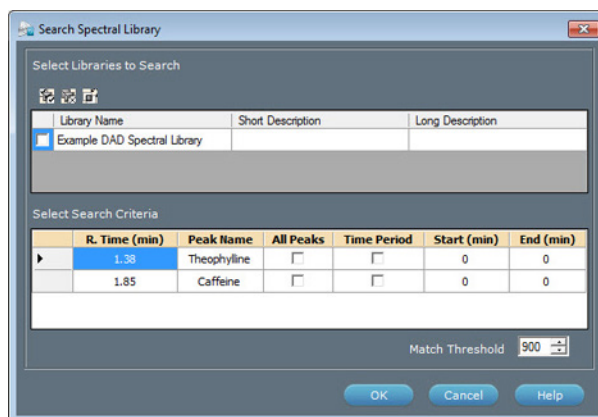 Search Spectral Library
Select Libraries to Search
Library Name Short Description Long Description
Example DAD Spectral Library
Select Search Criteria
R. Time (min) Peak Name All Peaks Time Period Start (min) End (min)
1.38 Theophylline 0 0
1.85 Caffeine 0 0
Match Threshold 900
OK Cancel Help